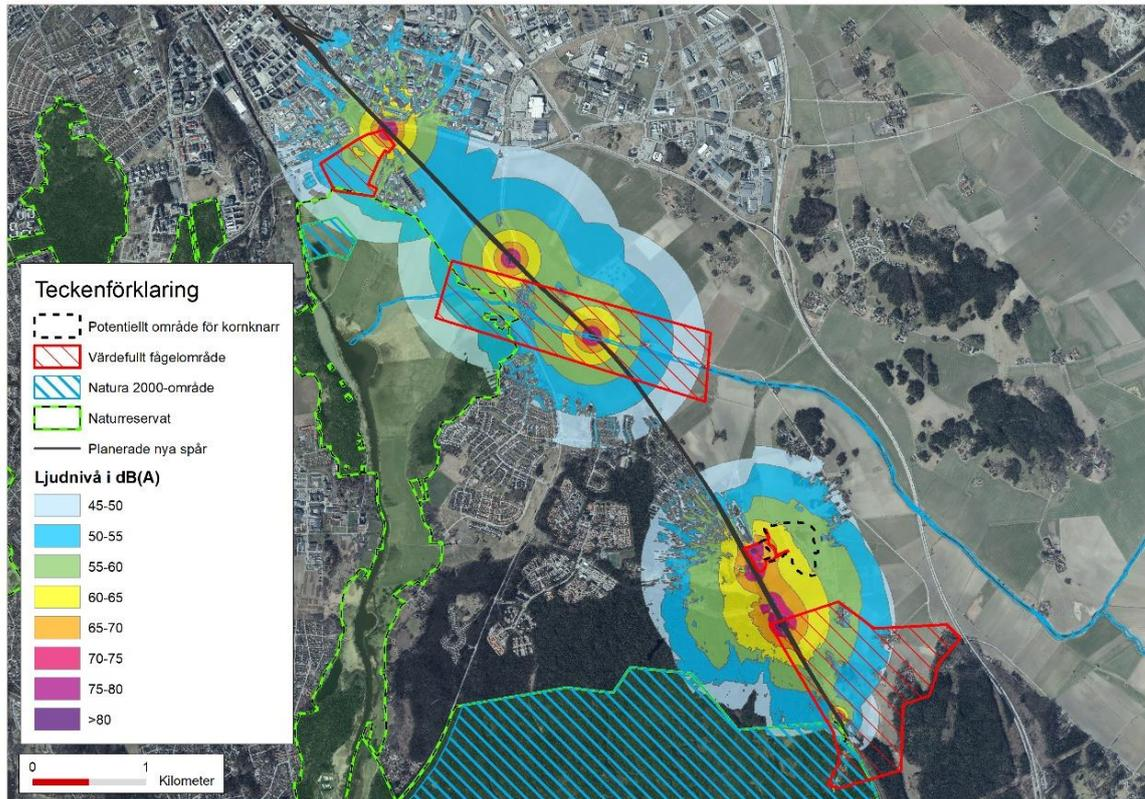 Teckenförklaring
Potentiellt område för kornknarr
Värdefullt fågelområde
Natura 2000-område
Naturreservat
Planerade nya spår
Ljudnivå i dB(A)
45-50
50-55
55-60
60-65
65-70
70-75
75-80
>80
0 1
Kilometer